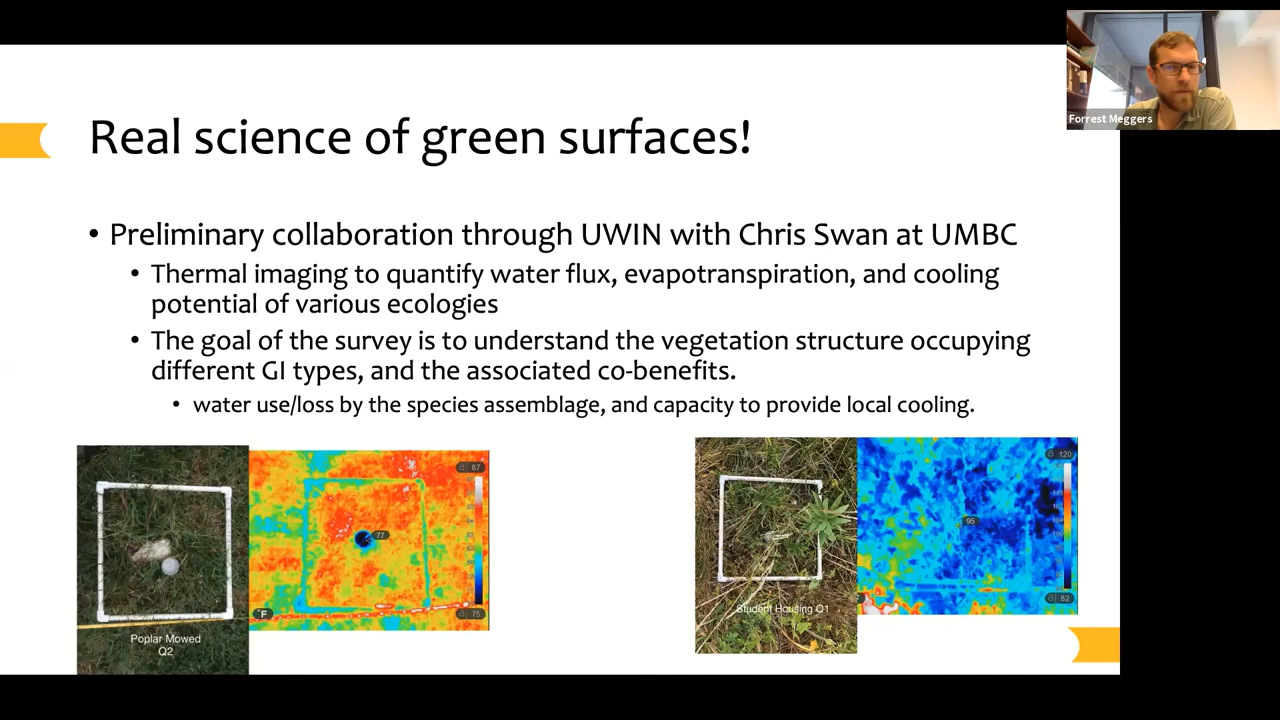 Forrest Meggers
Real science of green surfaces!
• Preliminary collaboration through UWIN with Chris Swan at UMBC
• Thermal imaging to quantify water flux, evapotranspiration, and cooling
potential of various ecologies
• The goal of the survey is to understand the vegetation structure occupying
different GI types, and the associated co-benefits.
• water use/loss by the species assemblage, and capacity to provide local cooling.
87
77
°F
75
Poplar Mowed
Q2
120
95
82
Student Housing Q1